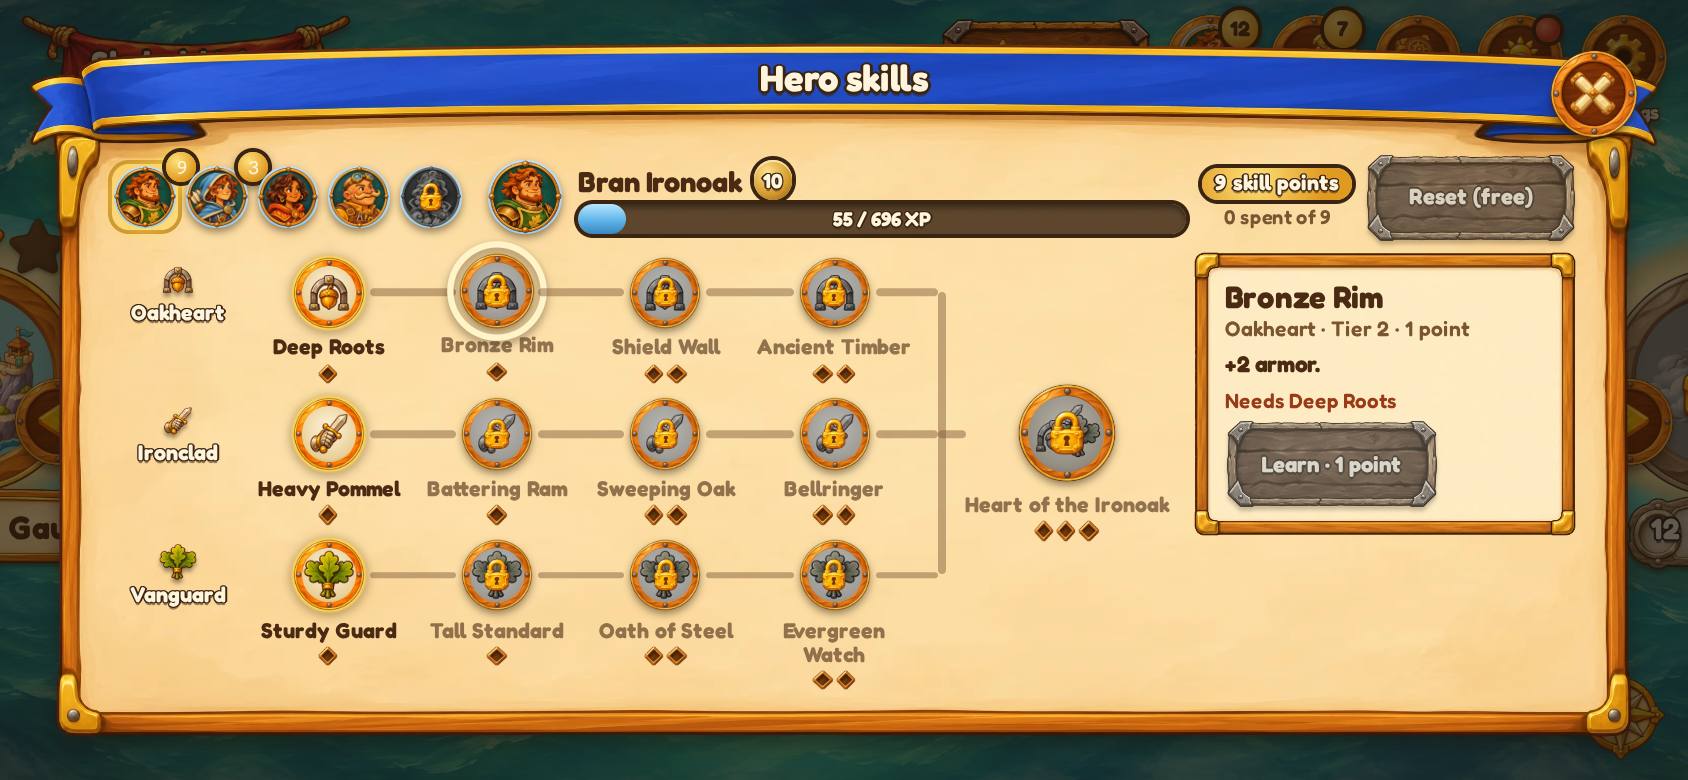 12
7
Hero skills
9
3
Bran Ironoak 10
55 / 696 XP
9 skill points
0 spent of 9
Reset (free)
Oakheart
Deep Roots
Bronze Rim
Shield Wall
Ancient Timber
Ironclad
Heavy Pommel
Battering Ram
Sweeping Oak
Bellringer
Heart of the Ironoak
Vanguard
Sturdy Guard
Tall Standard
Oath of Steel
Evergreen
Watch
Bronze Rim
Oakheart · Tier 2 · 1 point
+2 armor.
Needs Deep Roots
Learn · 1 point
12